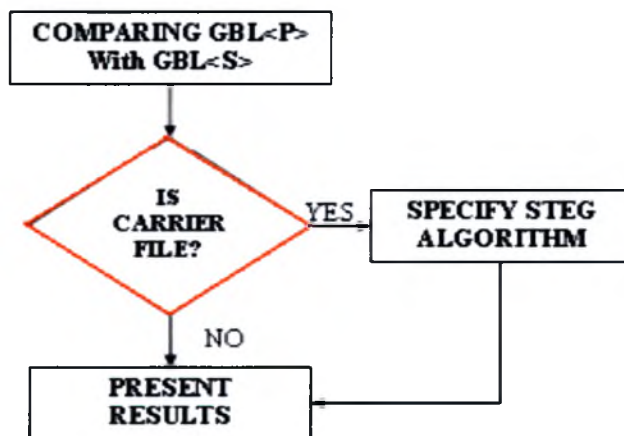 COMPARING GBL<P>
With GBL<S>
IS
CARRIER
FILE?
YES
SPECIFY STEG
ALGORITHM
NO
PRESENT
RESULTS